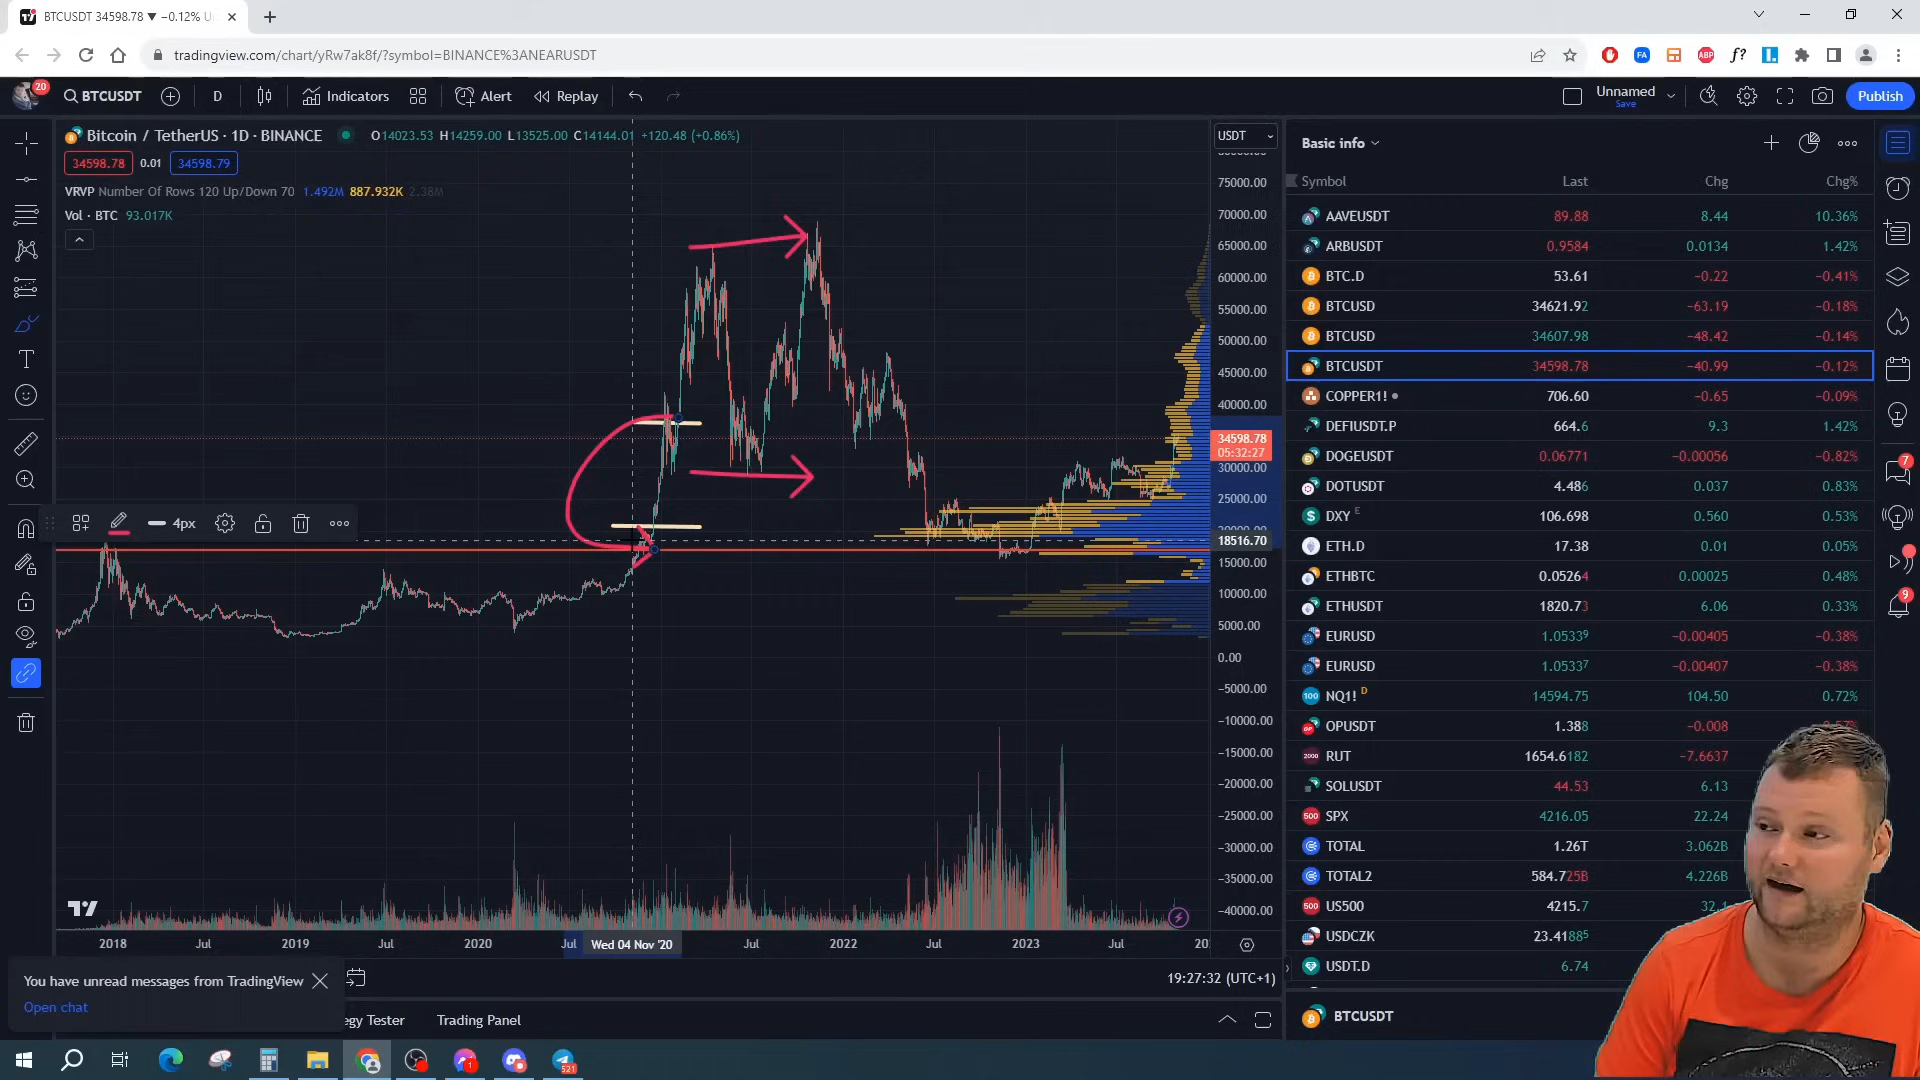 BTCUSDT 34598.78 ▼ −0.12%
tradingview.com/chart/yRw7ak8f/?symbol=BINANCE%3ANEARUSDT
20
BTCUSDT
D
Indicators
Alert
Replay
Unnamed
Save
Publish
Bitcoin / TetherUS · 1D · BINANCE
O14023.53 H14259.00 L13525.00 C14144.01 +120.48 (+0.86%)
34598.78 0.01 34598.79
VRVP Number Of Rows 120 Up/Down 70 1.492M 887.932K 2.38M
Vol · BTC 93.017K
4px
USDT
75000.00
70000.00
65000.00
60000.00
55000.00
50000.00
45000.00
40000.00
34598.78
05:32:27
30000.00
25000.00
18516.70
15000.00
10000.00
5000.00
0.00
−5000.00
−10000.00
−15000.00
−20000.00
−25000.00
−30000.00
−35000.00
−40000.00
2018 Jul 2019 Jul 2020 Jul Wed 04 Nov '20 Jul 2022 Jul 2023 Jul
You have unread messages from TradingView
Open chat
19:27:32 (UTC+1)
Tester
Trading Panel
Basic info
Symbol Last Chg Chg%
AAVEUSDT 89.88 8.44 10.36%
ARBUSDT 0.9584 0.0134 1.42%
BTC.D 53.61 −0.22 −0.41%
BTCUSD 34621.92 −63.19 −0.18%
BTCUSD 34607.98 −48.42 −0.14%
BTCUSDT 34598.78 −40.99 −0.12%
COPPER1! 706.60 −0.65 −0.09%
DEFIUSDT.P 664.6 9.3 1.42%
DOGEUSDT 0.06771 −0.00056 −0.82%
DOTUSDT 4.486 0.037 0.83%
DXY E 106.698 0.560 0.53%
ETH.D 17.38 0.01 0.05%
ETHBTC 0.05264 0.00025 0.48%
ETHUSDT 1820.73 6.06 0.33%
EURUSD 1.05339 −0.00405 −0.38%
EURUSD 1.05337 −0.00407 −0.38%
NQ1! D 14594.75 104.50 0.72%
OPUSDT 1.388 −0.008
RUT 1654.6182 −7.6637
SOLUSDT 44.53 6.13
SPX 4216.05 22.24
TOTAL 1.26T 3.062B
TOTAL2 584.725B 4.226B
US500 4215.7
USDCZK 23.41885
USDT.D 6.74
BTCUSDT
7
9
ABP
FA
f?
1
521